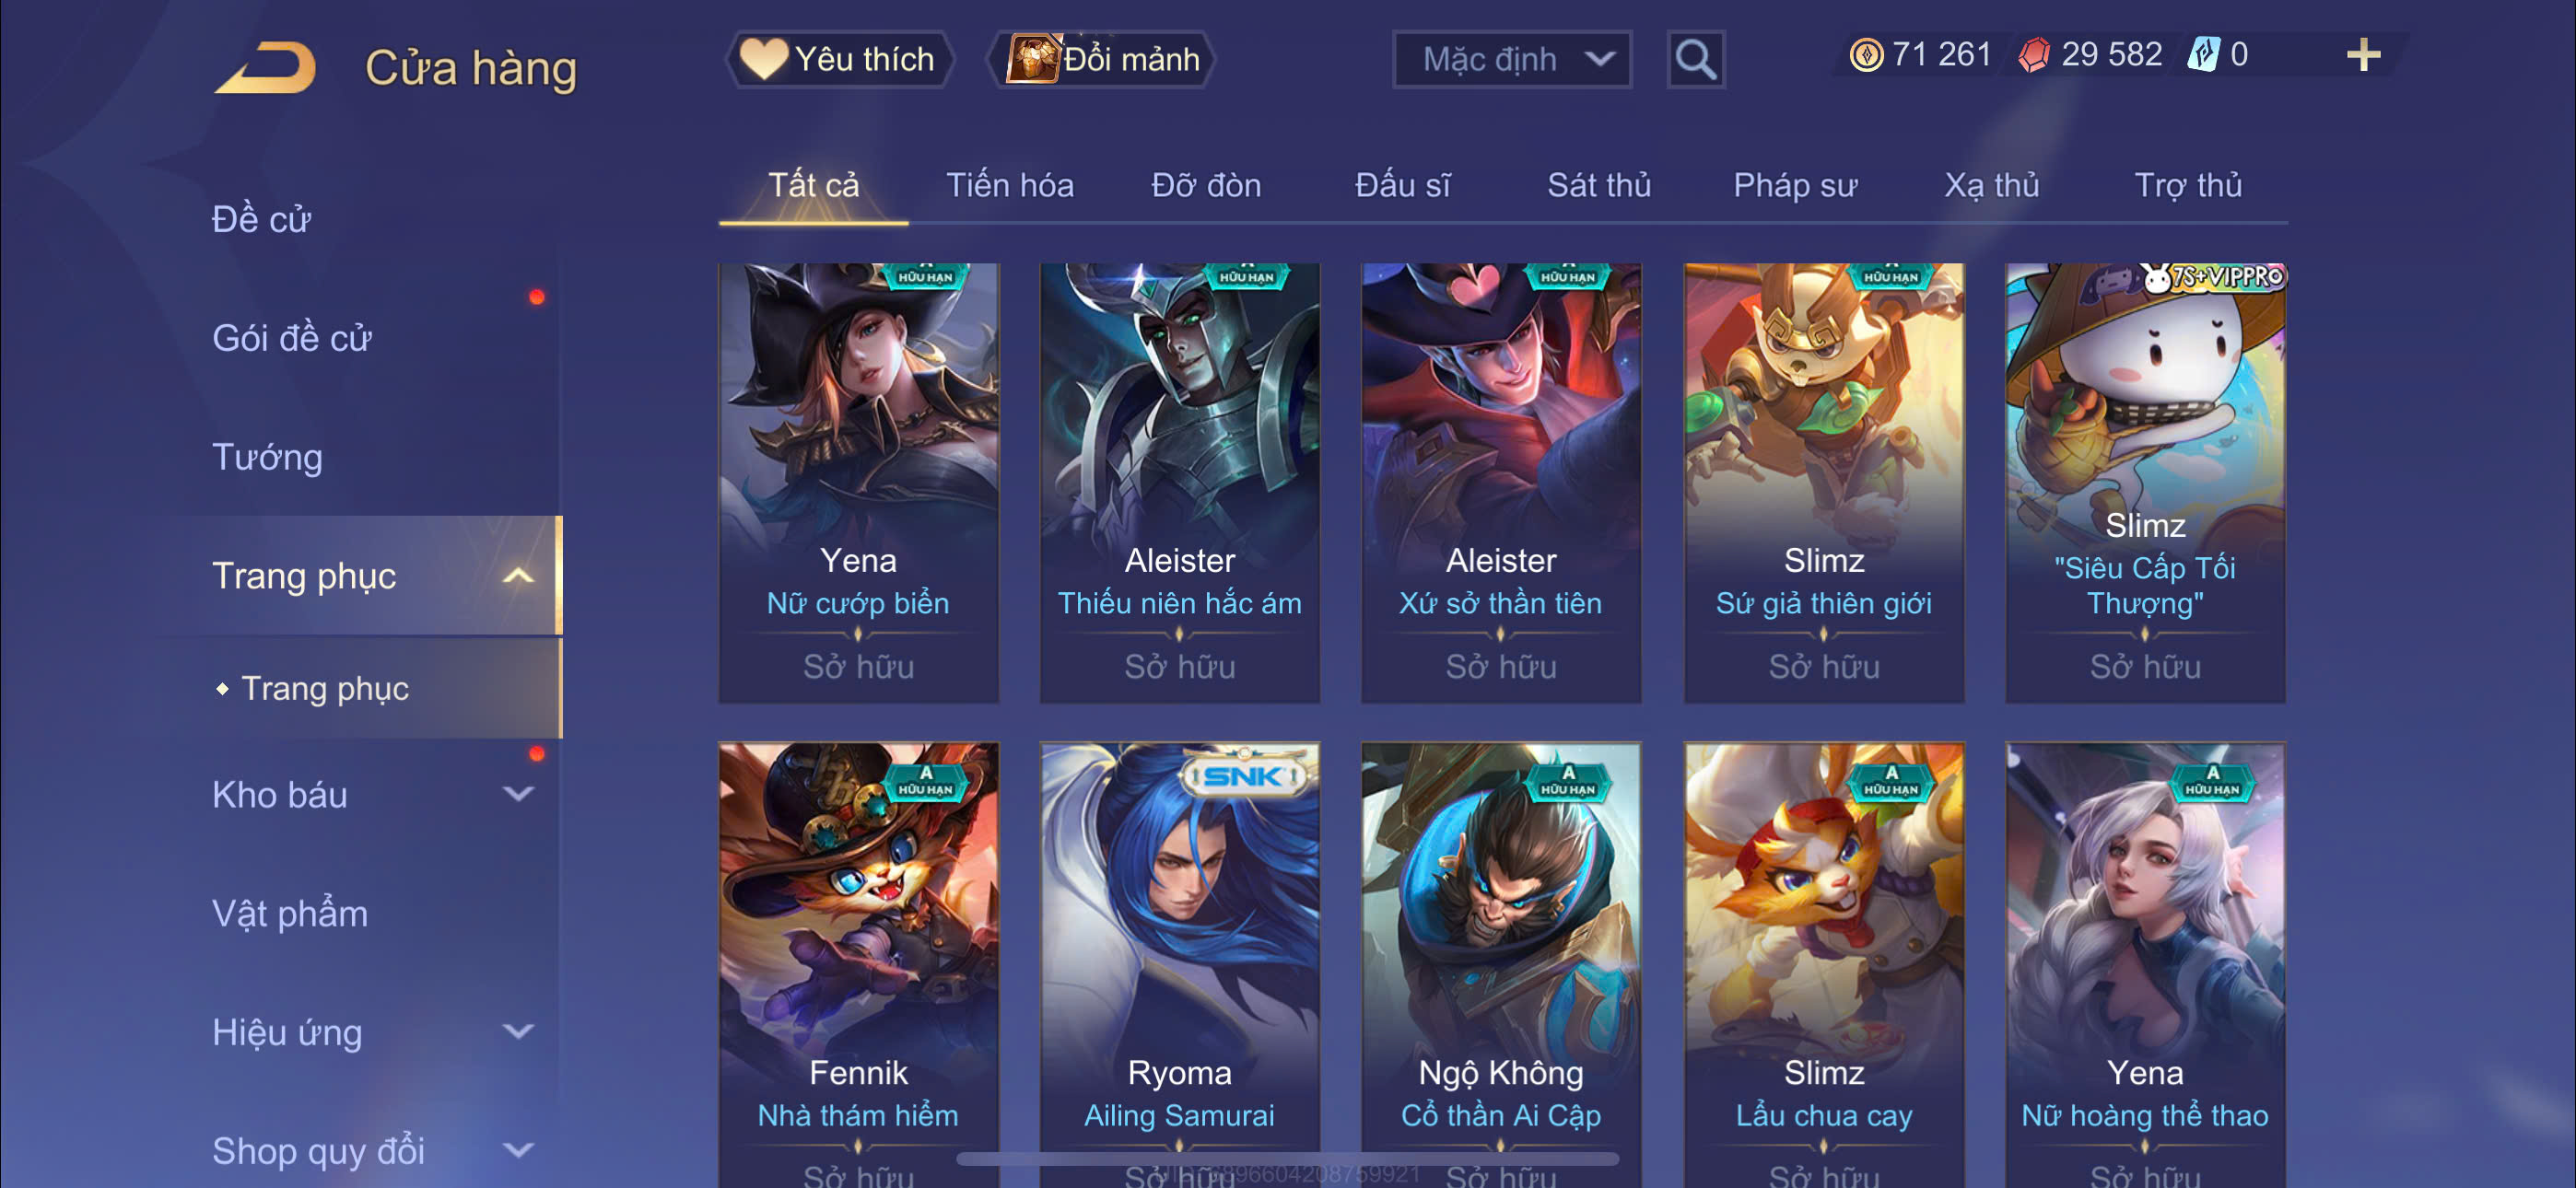 Cửa hàng
Yêu thích
Đổi mảnh
Mặc định
71 261
29 582
0
Tất cả
Tiến hóa
Đỡ đòn
Đấu sĩ
Sát thủ
Pháp sư
Xạ thủ
Trợ thủ
Đề cử
Gói đề cử
Tướng
Trang phục
Trang phục
Kho báu
Vật phẩm
Hiệu ứng
Shop quy đổi
HỮU HẠN
Yena
Nữ cướp biển
Sở hữu
HỮU HẠN
Aleister
Thiếu niên hắc ám
Sở hữu
HỮU HẠN
Aleister
Xứ sở thần tiên
Sở hữu
HỮU HẠN
Slimz
Sứ giả thiên giới
Sở hữu
7S+VIPPRO
Slimz
"Siêu Cấp Tối
Thượng"
Sở hữu
A
HỮU HẠN
Fennik
Nhà thám hiểm
Sở hữu
SNK
Ryoma
Ailing Samurai
Sở hữu
A
HỮU HẠN
Ngộ Không
Cổ thần Ai Cập
Sở hữu
A
HỮU HẠN
Slimz
Lẩu chua cay
Sở hữu
A
HỮU HẠN
Yena
Nữ hoàng thể thao
Sở hữu